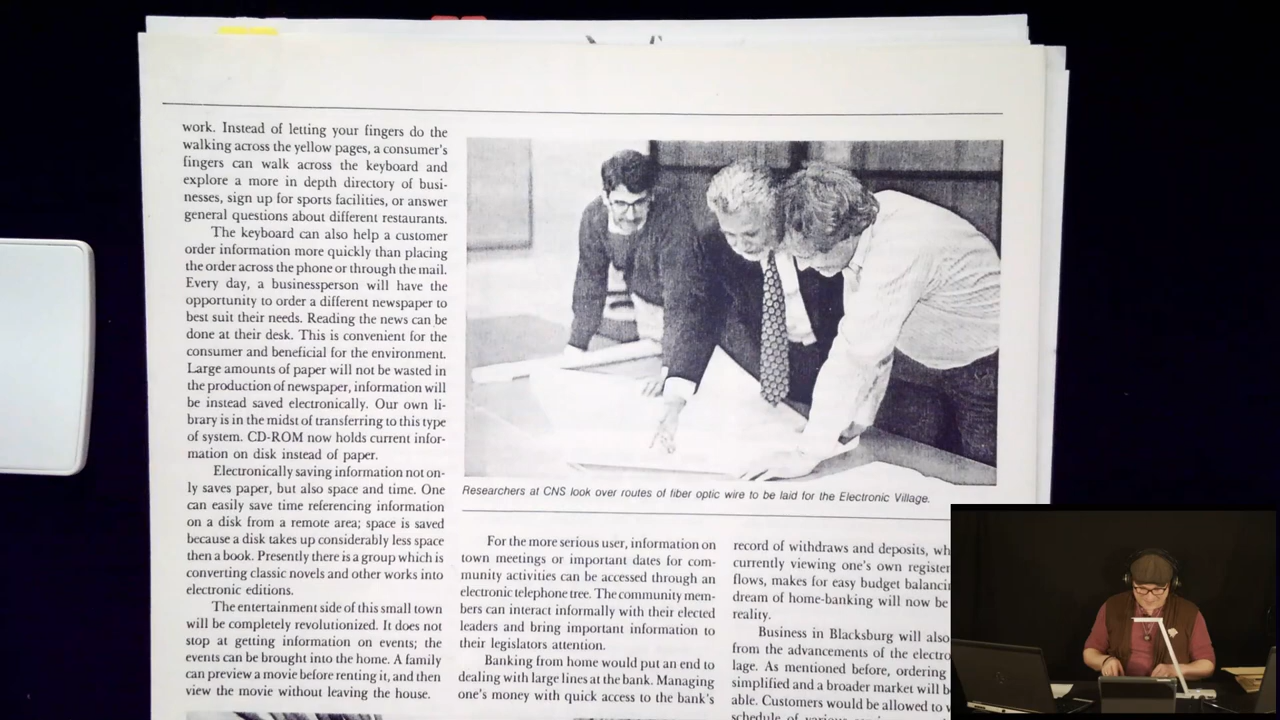 work. Instead of letting your fingers do the
walking across the yellow pages, a consumer's
fingers can walk across the keyboard and
explore a more in depth directory of busi-
nesses, sign up for sports facilities, or answer
general questions about different restaurants.
The keyboard can also help a customer
order information more quickly than placing
the order across the phone or through the mail.
Every day, a businessperson will have the
opportunity to order a different newspaper to
best suit their needs. Reading the news can be
done at their desk. This is convenient for the
consumer and beneficial for the environment.
Large amounts of paper will not be wasted in
the production of newspaper, information will
be instead saved electronically. Our own li-
brary is in the midst of transferring to this type
of system. CD-ROM now holds current infor-
mation on disk instead of paper.
Electronically saving information not on-
ly saves paper, but also space and time. One
can easily save time referencing information
on a disk from a remote area; space is saved
because a disk takes up considerably less space
then a book. Presently there is a group which is
converting classic novels and other works into
electronic editions.
The entertainment side of this small town
will be completely revolutionized. It does not
stop at getting information on events; the
events can be brought into the home. A family
can preview a movie before renting it, and then
view the movie without leaving the house.
Researchers at CNS look over routes of fiber optic wire to be laid for the Electronic Village.
For the more serious user, information on
town meetings or important dates for com-
munity activities can be accessed through an
electronic telephone tree. The community mem-
bers can interact informally with their elected
leaders and bring important information to
their legislators attention.
Banking from home would put an end to
dealing with large lines at the bank. Managing
one's money with quick access to the bank's
record of withdraws and deposits, wh
currently viewing one's own register
flows, makes for easy budget balanci
dream of home-banking will now be
reality.
Business in Blacksburg will also
from the advancements of the electro
lage. As mentioned before, ordering
simplified and a broader market will b
able. Customers would be allowed to v
schedule of